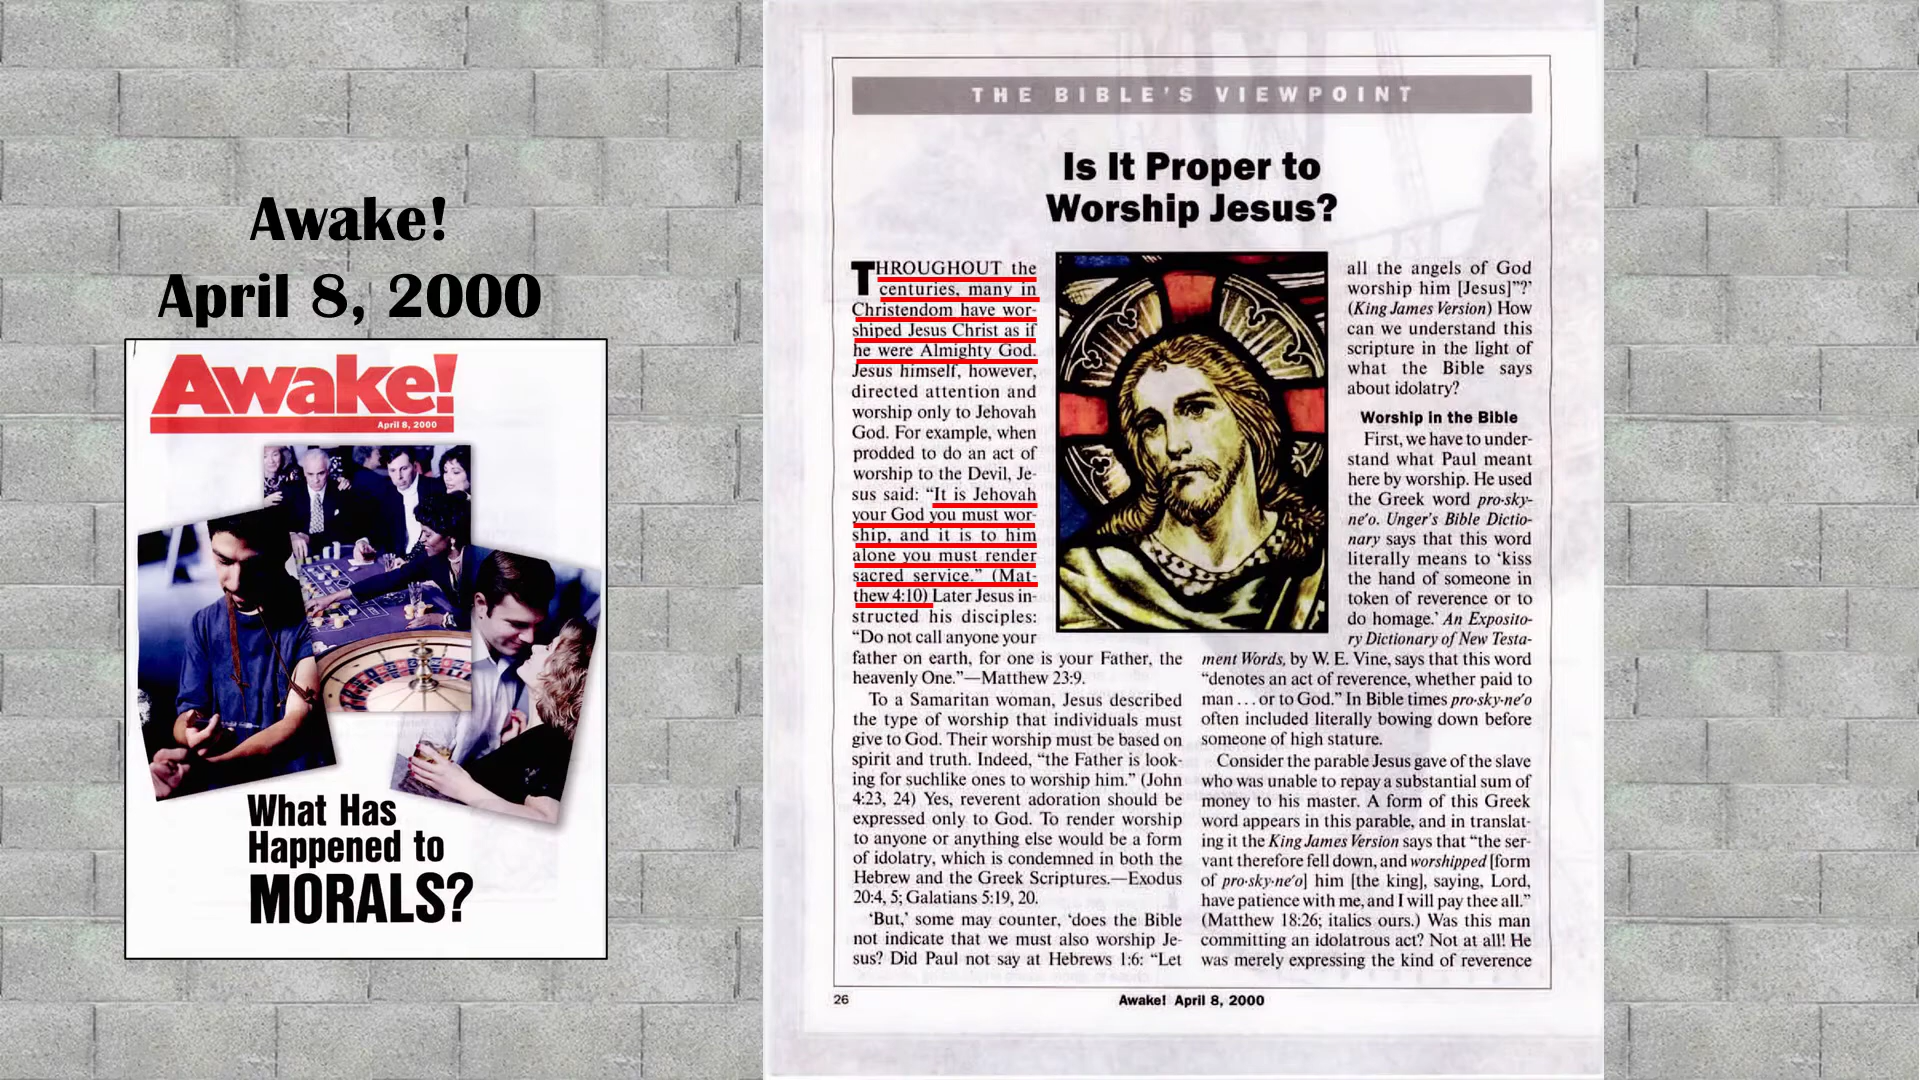 Awake!
April 8, 2000
Awake!
April 8, 2000
What Has
Happened to
MORALS?
THE BIBLE'S VIEWPOINT
Is It Proper to
Worship Jesus?
THROUGHOUT the
centuries, many in
Christendom have wor-
shiped Jesus Christ as if
he were Almighty God.
Jesus himself, however,
directed attention and
worship only to Jehovah
God. For example, when
prodded to do an act of
worship to the Devil, Je-
sus said: “It is Jehovah
your God you must wor-
ship, and it is to him
alone you must render
sacred service.” (Mat-
thew 4:10) Later Jesus in-
structed his disciples:
“Do not call anyone your
father on earth, for one is your Father, the
heavenly One.”—Matthew 23:9.
To a Samaritan woman, Jesus described
the type of worship that individuals must
give to God. Their worship must be based on
spirit and truth. Indeed, “the Father is look-
ing for suchlike ones to worship him.” (John
4:23, 24) Yes, reverent adoration should be
expressed only to God. To render worship
to anyone or anything else would be a form
of idolatry, which is condemned in both the
Hebrew and the Greek Scriptures.—Exodus
20:4, 5; Galatians 5:19, 20.
‘But,’ some may counter, ‘does the Bible
not indicate that we must also worship Je-
sus? Did Paul not say at Hebrews 1:6: “Let
all the angels of God
worship him [Jesus]”?’
(King James Version) How
can we understand this
scripture in the light of
what the Bible says
about idolatry?
Worship in the Bible
First, we have to under-
stand what Paul meant
here by worship. He used
the Greek word pro·sky-
ne′o. Unger's Bible Dictio-
nary says that this word
literally means to ‘kiss
the hand of someone in
token of reverence or to
do homage.’ An Exposito-
ry Dictionary of New Testa-
ment Words, by W. E. Vine, says that this word
“denotes an act of reverence, whether paid to
man . . . or to God.” In Bible times pro·sky·ne′o
often included literally bowing down before
someone of high stature.
Consider the parable Jesus gave of the slave
who was unable to repay a substantial sum of
money to his master. A form of this Greek
word appears in this parable, and in translat-
ing it the King James Version says that “the ser-
vant therefore fell down, and worshipped [form
of pro·sky·ne′o] him [the king], saying, Lord,
have patience with me, and I will pay thee all.”
(Matthew 18:26; italics ours.) Was this man
committing an idolatrous act? Not at all! He
was merely expressing the kind of reverence
26
Awake! April 8, 2000